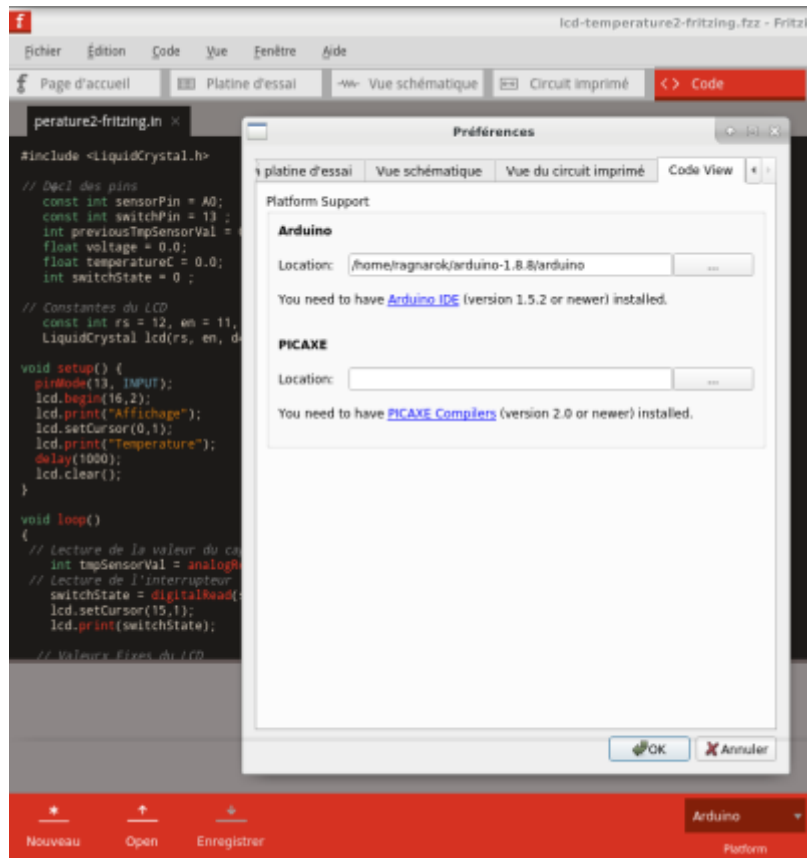 f
lcd-temperature2-fritzing.fzz - Fritzi
Fichier Édition Code Vue Fenêtre Aide
f Page d'accueil Platine d'essai Vue schématique Circuit imprimé <> Code
perature2-fritzing.in ×
#include <LiquidCrystal.h>
// Décl des pins
const int sensorPin = A0;
const int switchPin = 13 ;
int previousTmpSensorVal =
float voltage = 0.0;
float temperatureC = 0.0;
int switchState = 0 ;
// Constantes du LCD
const int rs = 12, en = 11,
LiquidCrystal lcd(rs, en, d
void setup() {
pinMode(13, INPUT);
lcd.begin(16,2);
lcd.print("Affichage");
lcd.setCursor(0,1);
lcd.print("Temperature");
delay(1000);
lcd.clear();
}
void loop()
{
// Lecture de la valeur du ca
int tmpSensorVal = analogR
// Lecture de l'interrupteur
switchState = digitalRead(
lcd.setCursor(15,1);
lcd.print(switchState);
// Valeurx Fixes du LCD
Préférences
platine d'essai Vue schématique Vue du circuit imprimé Code View
Platform Support
Arduino
Location: /home/ragnarok/arduino-1.8.8/arduino ...
You need to have Arduino IDE (version 1.5.2 or newer) installed.
PICAXE
Location: ...
You need to have PICAXE Compilers (version 2.0 or newer) installed.
OK Annuler
Nouveau Open Enregistrer
Arduino
Platform